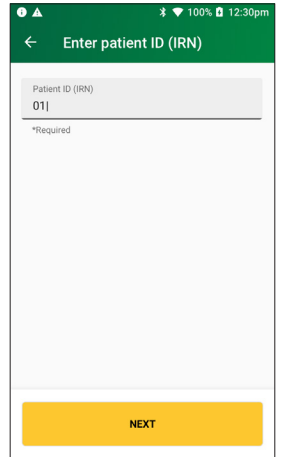 100% 12:30pm
Enter patient ID (IRN)
Patient ID (IRN)
01
*Required
NEXT